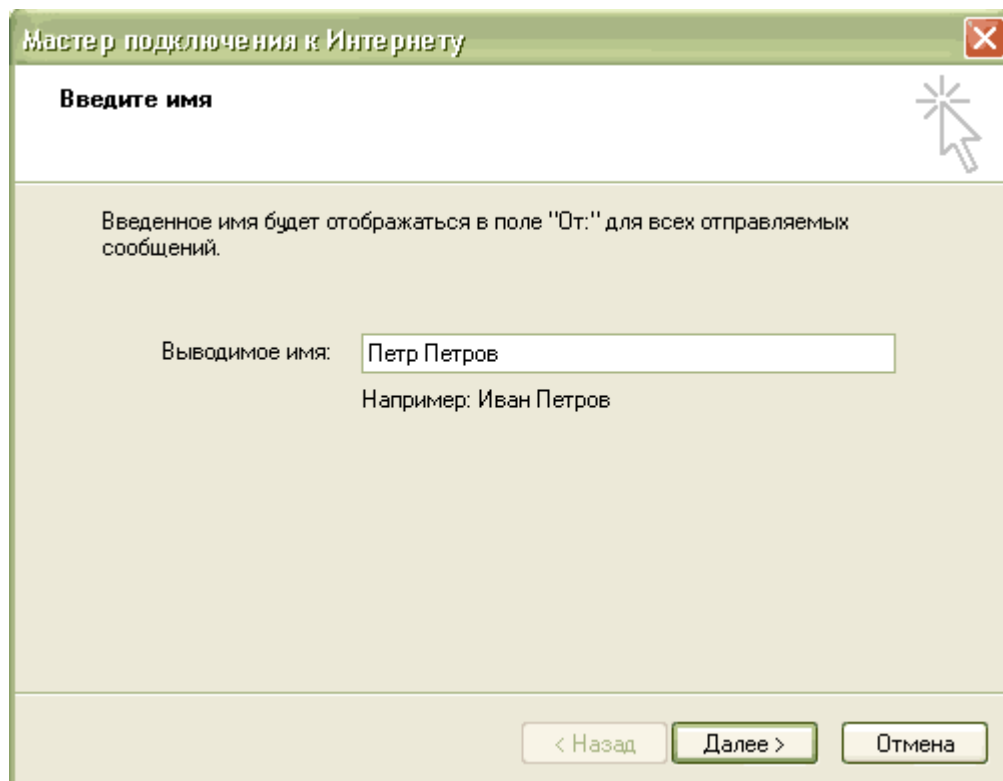 Мастер подключения к Интернету
Введите имя
Введенное имя будет отображаться в поле "От:" для всех отправляемых
сообщений.
Выводимое имя: Петр Петров
Например: Иван Петров
< Назад Далее > Отмена